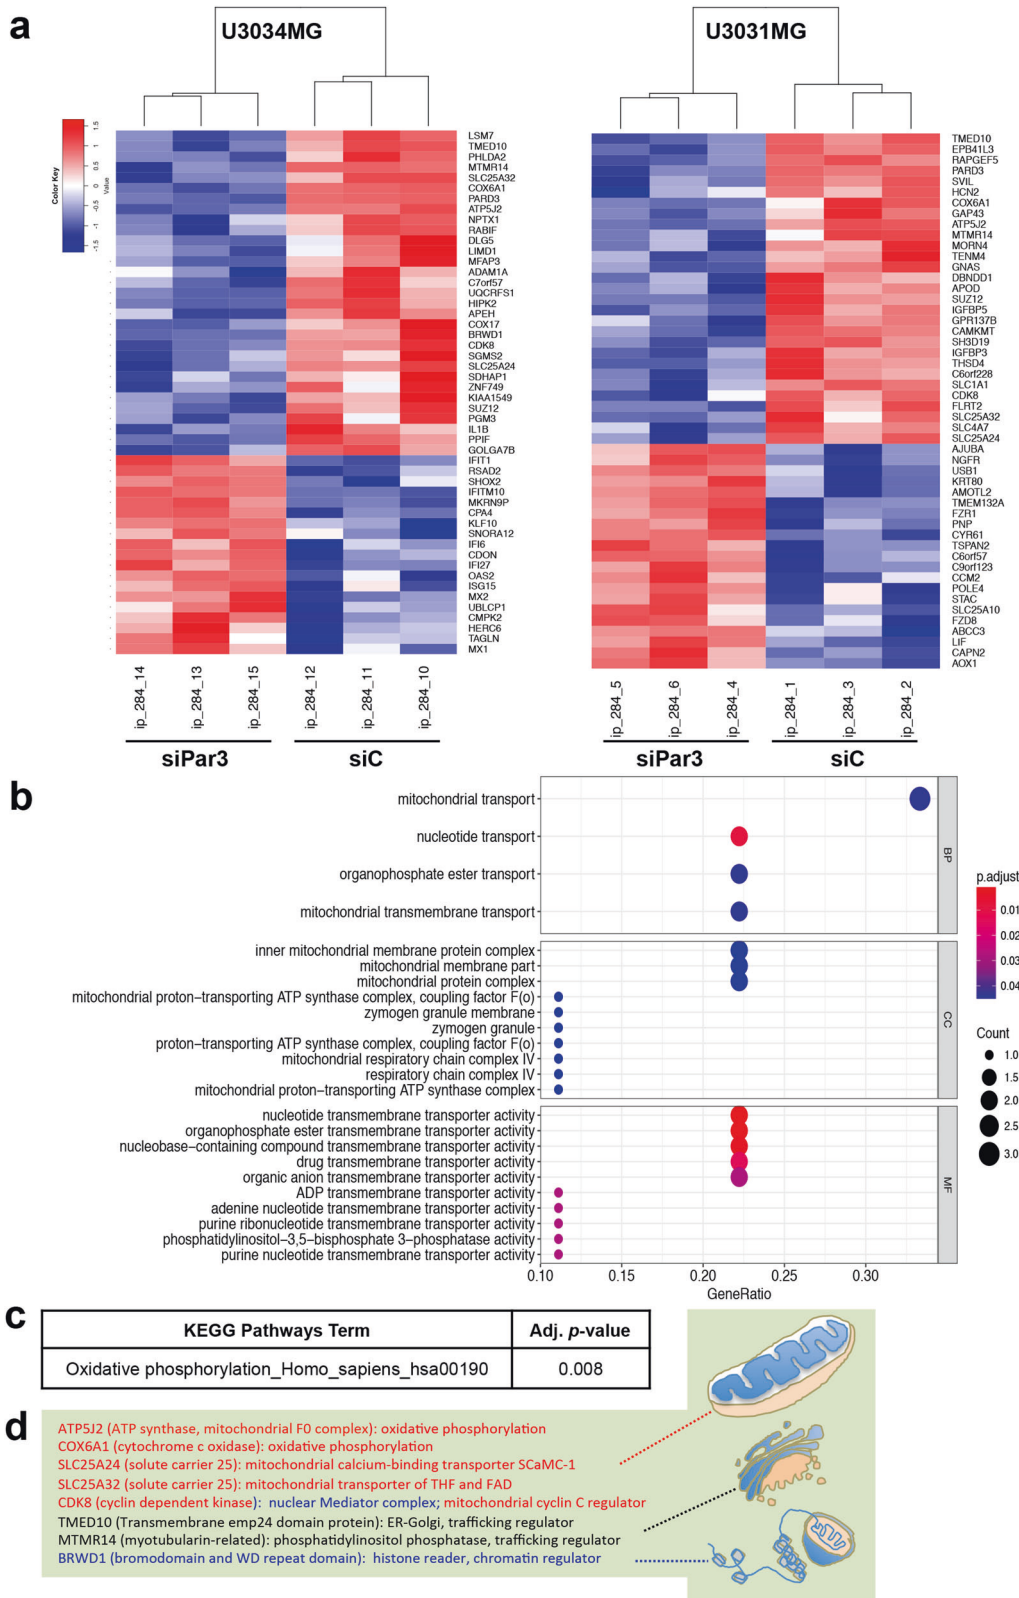 a
U3034MG
U3031MG
Color Key
1.5
1
0.5
0
-0.5
-1
-1.5
Value
LSM7
TMED10
PHLDA2
MTMR14
SLC25A32
COX6A1
PARD3
ATP5J2
NPTX1
RABIF
DLG5
LIMD1
MFAP3
ADAM1A
C7orf57
UQCRFS1
HIPK2
APEH
COX17
BRWD1
CDK8
SGMS2
SLC25A24
SDHAP1
ZNF749
KIAA1549
SUZ12
PGM3
IL1B
PPIF
GOLGA7B
IFIT1
RSAD2
SHOX2
IFITM10
MKRN9P
CPA4
KLF10
SNORA12
IFI6
CDON
IFI27
OAS2
ISG15
MX2
UBLCP1
CMPK2
HERC6
TAGLN
MX1
ip_284_14
ip_284_13
ip_284_15
ip_284_12
ip_284_11
ip_284_10
siPar3
siC
TMED10
EPB41L3
RAPGEF5
PARD3
SVIL
HCN2
COX6A1
GAP43
ATP5J2
MTMR14
MORN4
TENM4
GNAS
DBNDD1
APOD
SUZ12
IGFBP5
GPR137B
CAMKMT
SH3D19
IGFBP3
THSD4
C6orf228
SLC1A1
CDK8
FLRT2
SLC25A32
SLC4A7
SLC25A24
AJUBA
NGFR
USB1
KRT80
AMOTL2
TMEM132A
FZR1
PNP
CYR61
TSPAN2
C6orf57
C9orf123
CCM2
POLE4
STAC
SLC25A10
FZD8
ABCC3
LIF
CAPN2
AOX1
ip_284_5
ip_284_6
ip_284_4
ip_284_1
ip_284_3
ip_284_2
siPar3
siC
b
mitochondrial transport
nucleotide transport
organophosphate ester transport
mitochondrial transmembrane transport
BP
inner mitochondrial membrane protein complex
mitochondrial membrane part
mitochondrial protein complex
mitochondrial proton−transporting ATP synthase complex, coupling factor F(o)
zymogen granule membrane
zymogen granule
proton−transporting ATP synthase complex, coupling factor F(o)
mitochondrial respiratory chain complex IV
respiratory chain complex IV
mitochondrial proton−transporting ATP synthase complex
CC
nucleotide transmembrane transporter activity
organophosphate ester transmembrane transporter activity
nucleobase−containing compound transmembrane transporter activity
drug transmembrane transporter activity
organic anion transmembrane transporter activity
ADP transmembrane transporter activity
adenine nucleotide transmembrane transporter activity
purine ribonucleotide transmembrane transporter activity
phosphatidylinositol−3,5−bisphosphate 3−phosphatase activity
purine nucleotide transmembrane transporter activity
MF
0.10 0.15 0.20 0.25 0.30
GeneRatio
p.adjust
0.01
0.02
0.03
0.04
Count
1.0
1.5
2.0
2.5
3.0
c
KEGG Pathways Term Adj. p-value
Oxidative phosphorylation_Homo_sapiens_hsa00190 0.008
d
ATP5J2 (ATP synthase, mitochondrial F0 complex): oxidative phosphorylation
COX6A1 (cytochrome c oxidase): oxidative phosphorylation
SLC25A24 (solute carrier 25): mitochondrial calcium-binding transporter SCaMC-1
SLC25A32 (solute carrier 25): mitochondrial transporter of THF and FAD
CDK8 (cyclin dependent kinase): nuclear Mediator complex; mitochondrial cyclin C regulator
TMED10 (Transmembrane emp24 domain protein): ER-Golgi, trafficking regulator
MTMR14 (myotubularin-related): phosphatidylinositol phosphatase, trafficking regulator
BRWD1 (bromodomain and WD repeat domain): histone reader, chromatin regulator